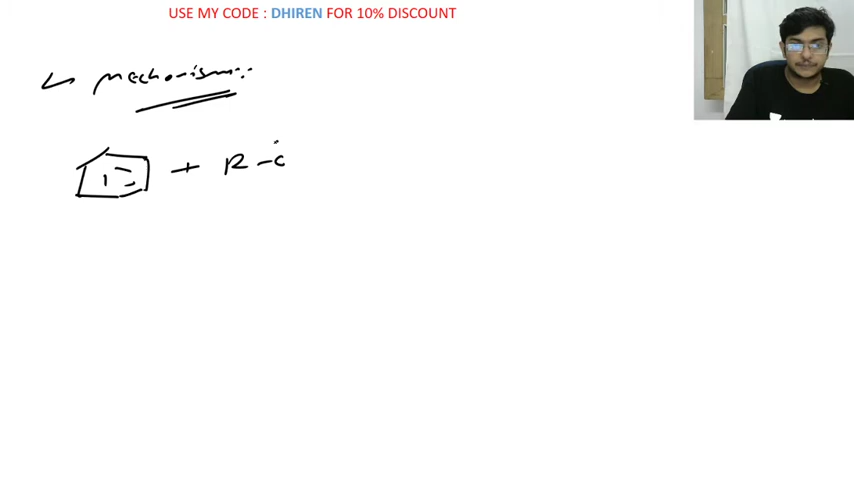 USE MY CODE : DHIREN FOR 10% DISCOUNT
↳ Mechanism:-
+ R-C